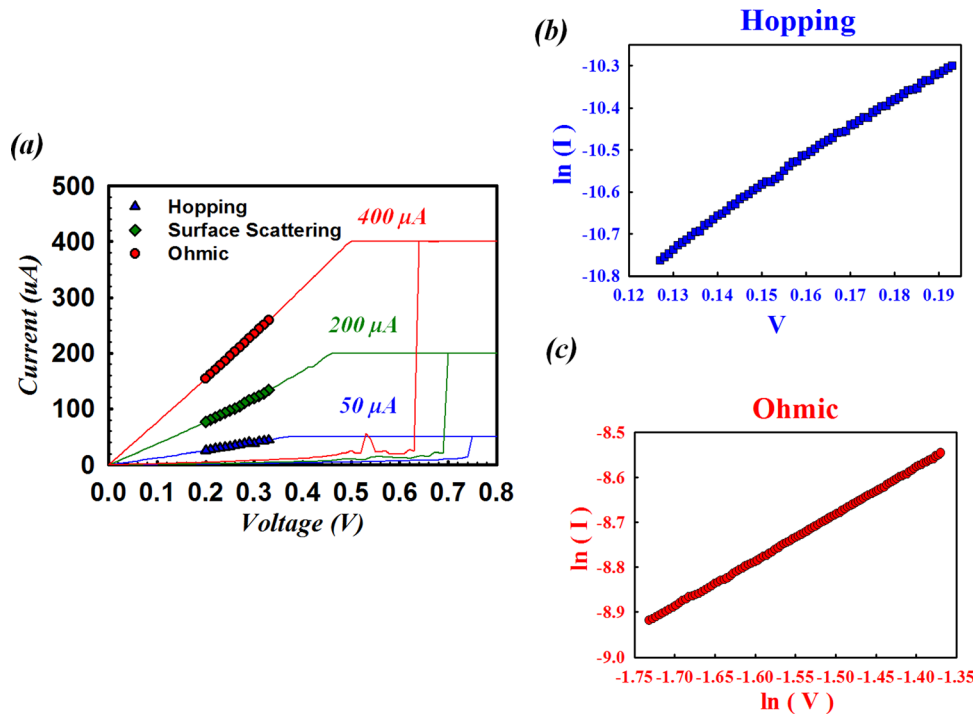 (a)
500
400
300
200
100
0
Current (uA)
Hopping
Surface Scattering
Ohmic
400 μA
200 μA
50 μA
0.0 0.1 0.2 0.3 0.4 0.5 0.6 0.7 0.8
Voltage (V)
(b)
Hopping
-10.3
-10.4
-10.5
-10.6
-10.7
-10.8
ln (I )
0.12 0.13 0.14 0.15 0.16 0.17 0.18 0.19
V
(c)
Ohmic
-8.5
-8.6
-8.7
-8.8
-8.9
-9.0
ln ( I )
-1.75 -1.70 -1.65 -1.60 -1.55 -1.50 -1.45 -1.40 -1.35
ln ( V )